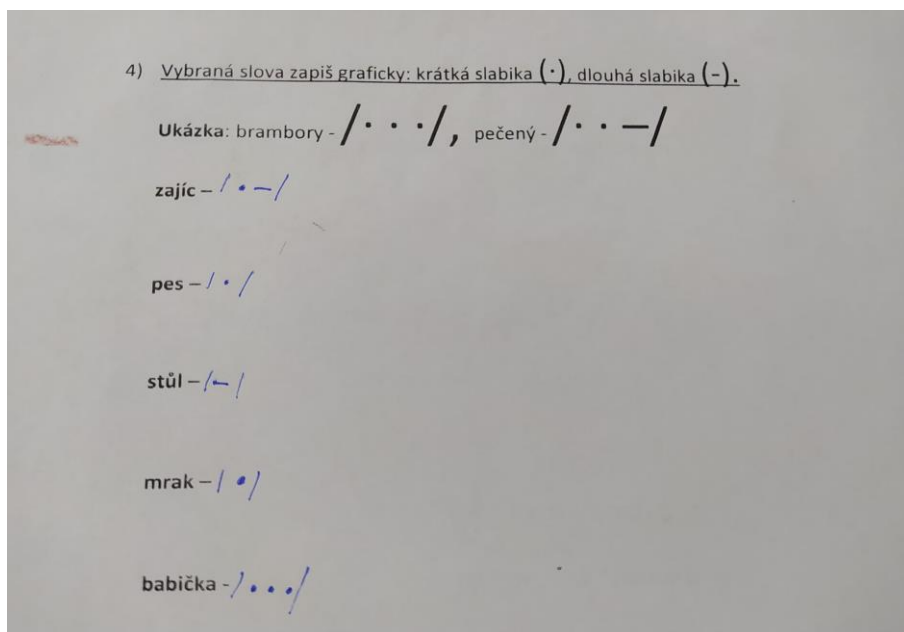 4) Vybraná slova zapiš graficky: krátká slabika (·), dlouhá slabika (-).
Ukázka: brambory - /· · ·/, pečený - /· · —/
zajíc – / · – /
pes – / · /
stůl – / – /
mrak – / · /
babička - / · · · /